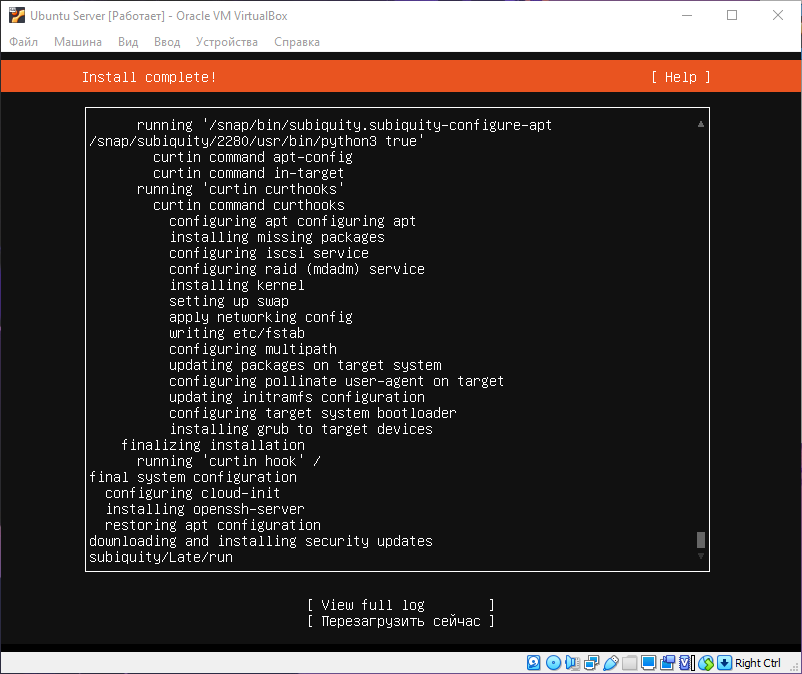 Ubuntu Server [Работает] - Oracle VM VirtualBox
Файл Машина Вид Ввод Устройства Справка
Install complete! [ Help ]
running '/snap/bin/subiquity.subiquity-configure-apt
/snap/subiquity/2280/usr/bin/python3 true'
curtin command apt-config
curtin command in-target
running 'curtin curthooks'
curtin command curthooks
configuring apt configuring apt
installing missing packages
configuring iscsi service
configuring raid (mdadm) service
installing kernel
setting up swap
apply networking config
writing etc/fstab
configuring multipath
updating packages on target system
configuring pollinate user-agent on target
updating initramfs configuration
configuring target system bootloader
installing grub to target devices
finalizing installation
running 'curtin hook' /
final system configuration
configuring cloud-init
installing openssh-server
restoring apt configuration
downloading and installing security updates
subiquity/Late/run
[ View full log ]
[ Перезагрузить сейчас ]
Right Ctrl